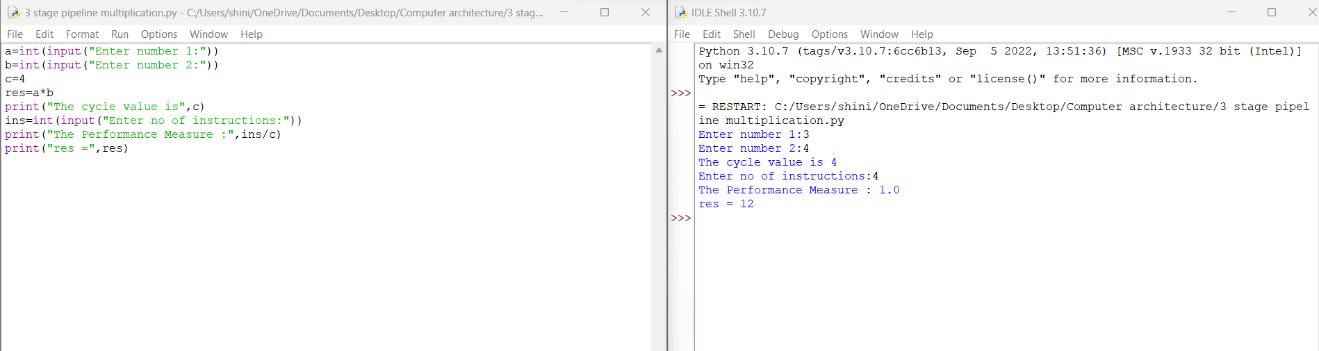 3 stage pipeline multiplication.py - C:/Users/shini/OneDrive/Documents/Desktop/Computer architecture/3 stag...
File Edit Format Run Options Window Help
a=int(input("Enter number 1:"))
b=int(input("Enter number 2:"))
c=4
res=a*b
print("The cycle value is",c)
ins=int(input("Enter no of instructions:"))
print("The Performance Measure :",ins/c)
print("res =",res)
IDLE Shell 3.10.7
File Edit Shell Debug Options Window Help
Python 3.10.7 (tags/v3.10.7:6cc6b13, Sep  5 2022, 13:51:36) [MSC v.1933 32 bit (Intel)]
on win32
Type "help", "copyright", "credits" or "license()" for more information.
>>>
= RESTART: C:/Users/shini/OneDrive/Documents/Desktop/Computer architecture/3 stage pipel
ine multiplication.py
Enter number 1:3
Enter number 2:4
The cycle value is 4
Enter no of instructions:4
The Performance Measure : 1.0
res = 12
>>>